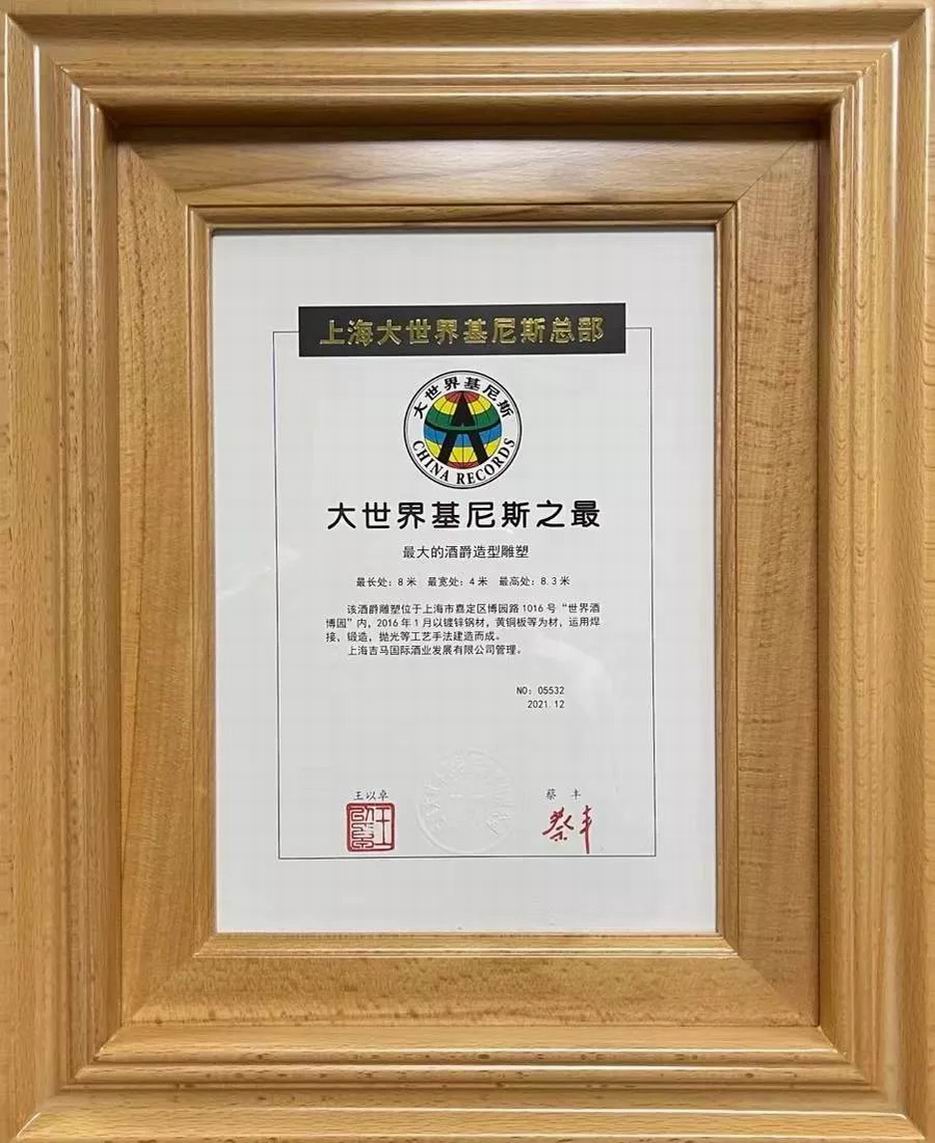 上海大世界基尼斯总部
大世界基尼斯
CHINA RECORDS
大世界基尼斯之最
最大的酒爵造型雕塑
最长处：8米 最宽处：4米 最高处：8.3米
该酒爵雕塑位于上海市嘉定区博园路1016号“世界酒
博园”内，2016年1月以镀锌钢材，黄铜板等为材，运用焊
接、锻造，抛光等工艺手法建造而成。
上海吉马国际酒业发展有限公司管理。
NO：05532
2021.12
王以卓 蔡 丰
蔡丰